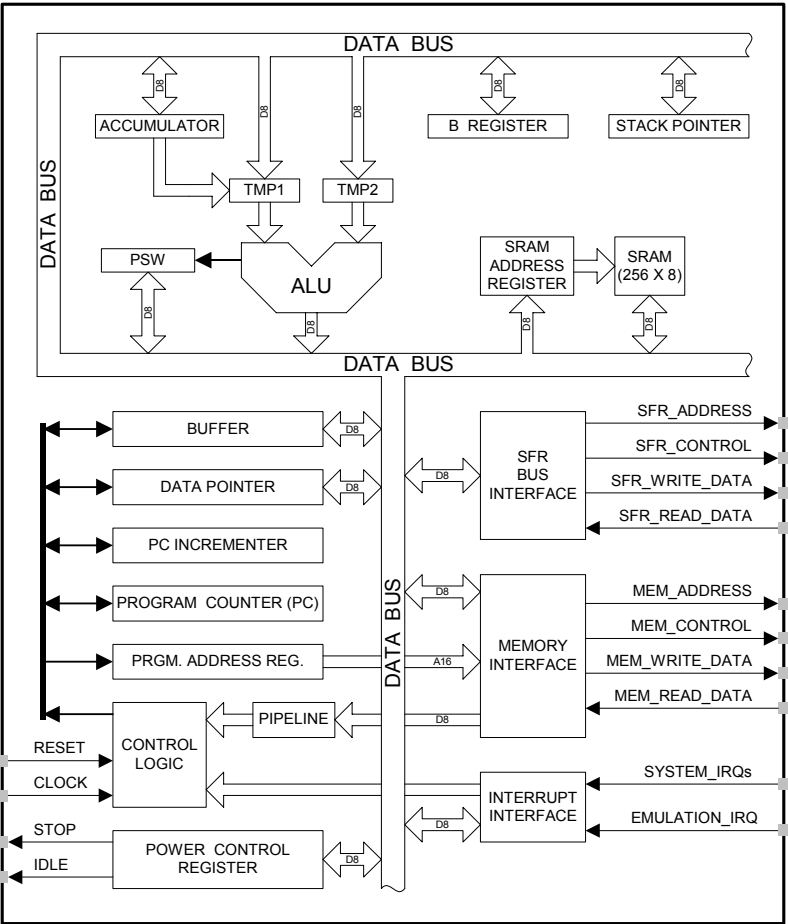 DATA BUS
D8
D8
D8
D8
D8
ACCUMULATOR
B REGISTER
STACK POINTER
DATA BUS
TMP1
TMP2
PSW
ALU
SRAM
ADDRESS
REGISTER
SRAM
(256 X 8)
D8
D8
D8
D8
DATA BUS
BUFFER
D8
DATA POINTER
D8
PC INCREMENTER
PROGRAM COUNTER (PC)
PRGM. ADDRESS REG.
A16
DATA BUS
D8
SFR
BUS
INTERFACE
SFR_ADDRESS
SFR_CONTROL
SFR_WRITE_DATA
SFR_READ_DATA
D8
MEMORY
INTERFACE
MEM_ADDRESS
MEM_CONTROL
MEM_WRITE_DATA
MEM_READ_DATA
RESET
CLOCK
CONTROL
LOGIC
PIPELINE
D8
INTERRUPT
INTERFACE
SYSTEM_IRQs
EMULATION_IRQ
D8
STOP
IDLE
POWER CONTROL
REGISTER
D8